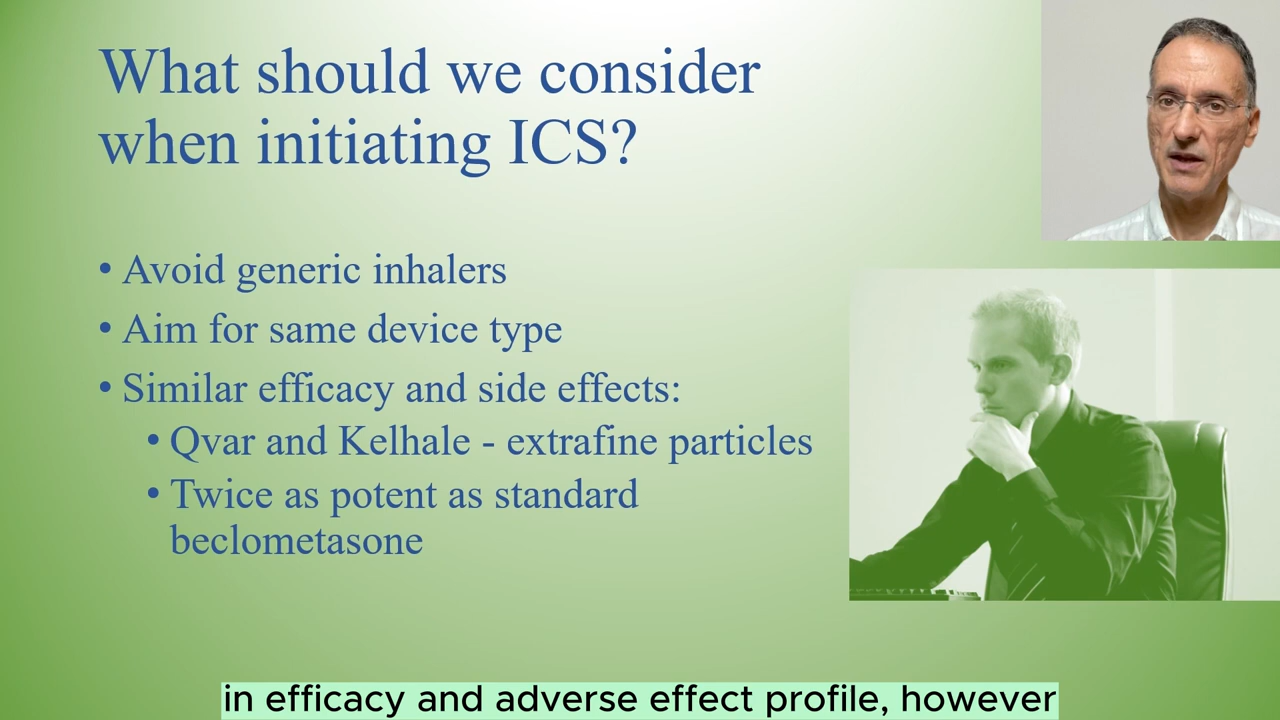 What should we consider
when initiating ICS?
• Avoid generic inhalers
• Aim for same device type
• Similar efficacy and side effects:
• Qvar and Kelhale - extrafine particles
• Twice as potent as standard
beclometasone
in efficacy and adverse effect profile, however